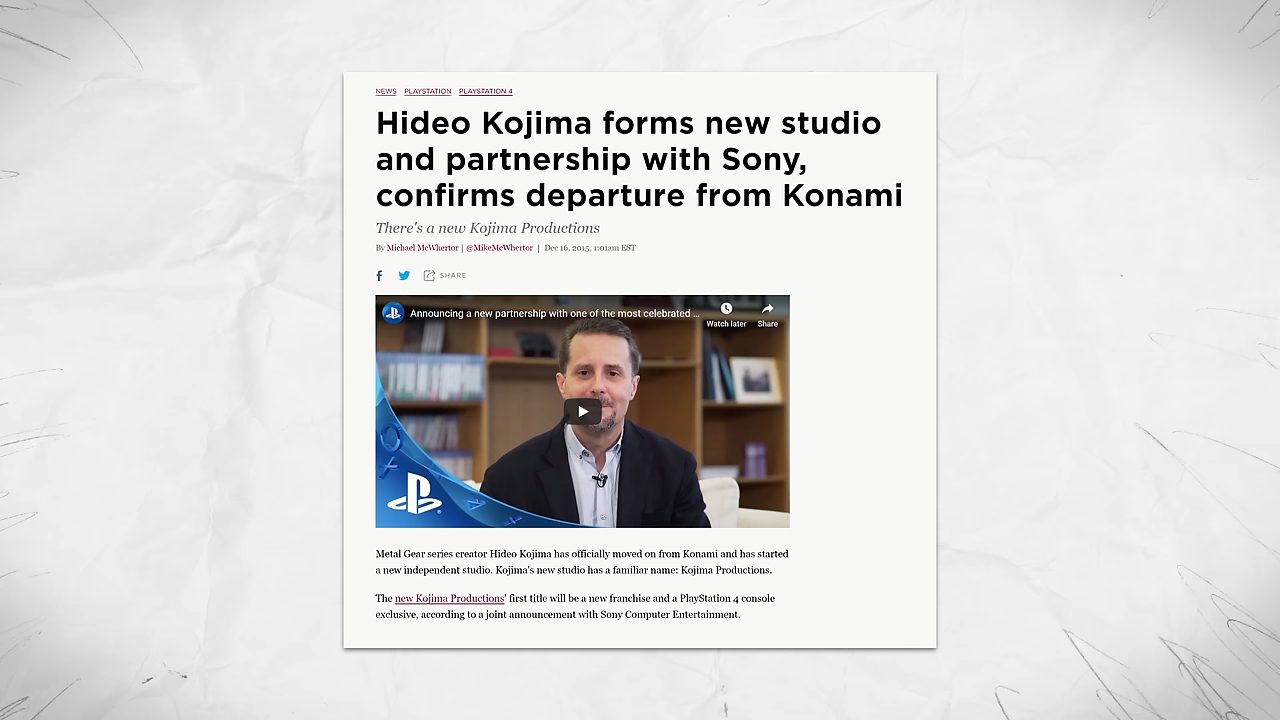 NEWS PLAYSTATION PLAYSTATION 4
Hideo Kojima forms new studio
and partnership with Sony,
confirms departure from Konami
There's a new Kojima Productions
By Michael McWhertor | @MikeMcWhertor | Dec 16, 2015, 1:01am EST
SHARE
Announcing a new partnership with one of the most celebrated ...
Watch later
Share
Metal Gear series creator Hideo Kojima has officially moved on from Konami and has started
a new independent studio. Kojima's new studio has a familiar name: Kojima Productions.
The new Kojima Productions' first title will be a new franchise and a PlayStation 4 console
exclusive, according to a joint announcement with Sony Computer Entertainment.